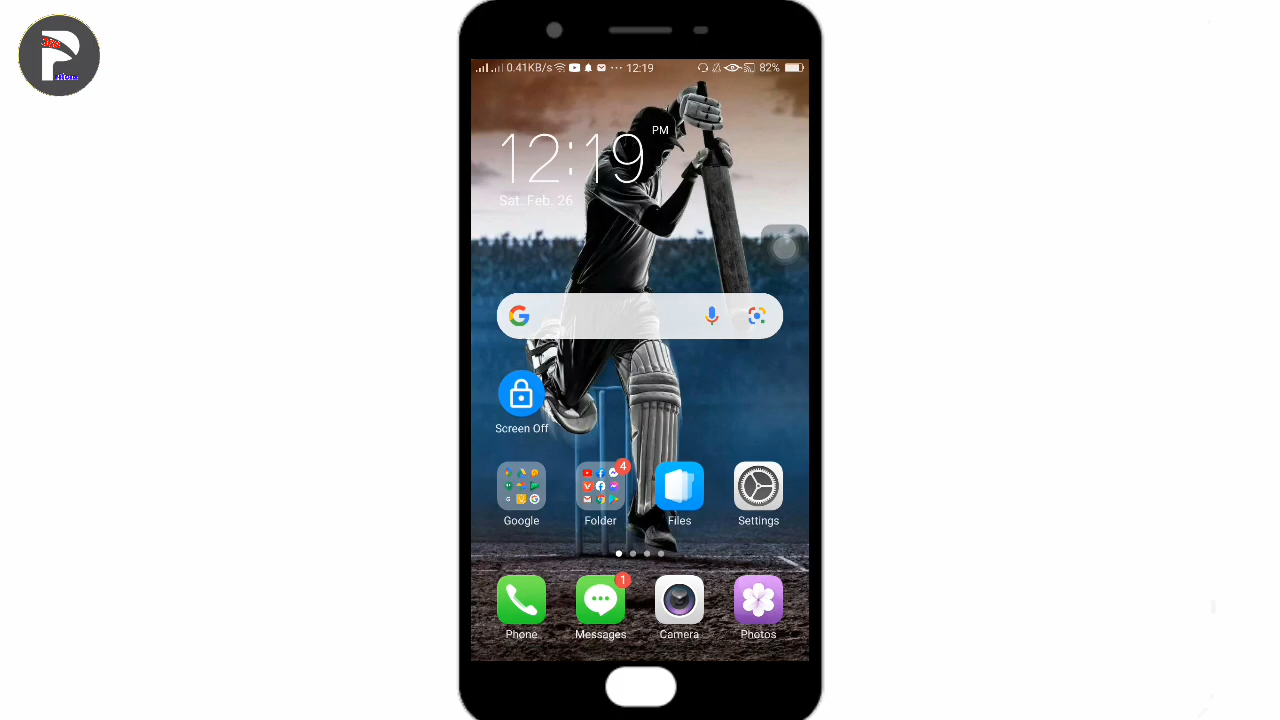 0.41KB/s ... 12:19 82%
12:19 PM
Sat. Feb. 26
G
Screen Off
4
Google Folder Files Settings
1
Phone Messages Camera Photos